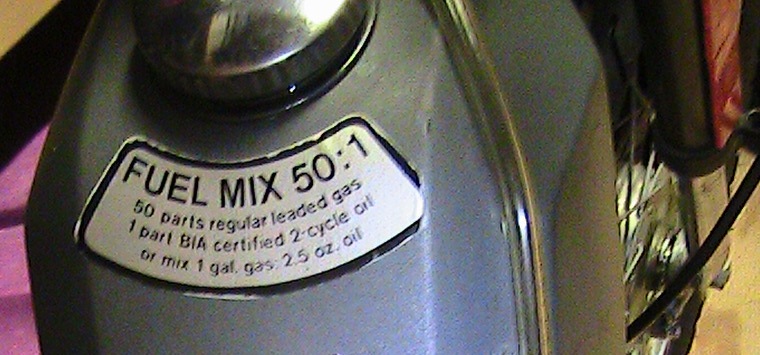 FUEL MIX 50:1
50 parts regular leaded gas
1 part BIA certified 2-cycle oil
or mix 1 gal. gas: 2.5 oz. oil